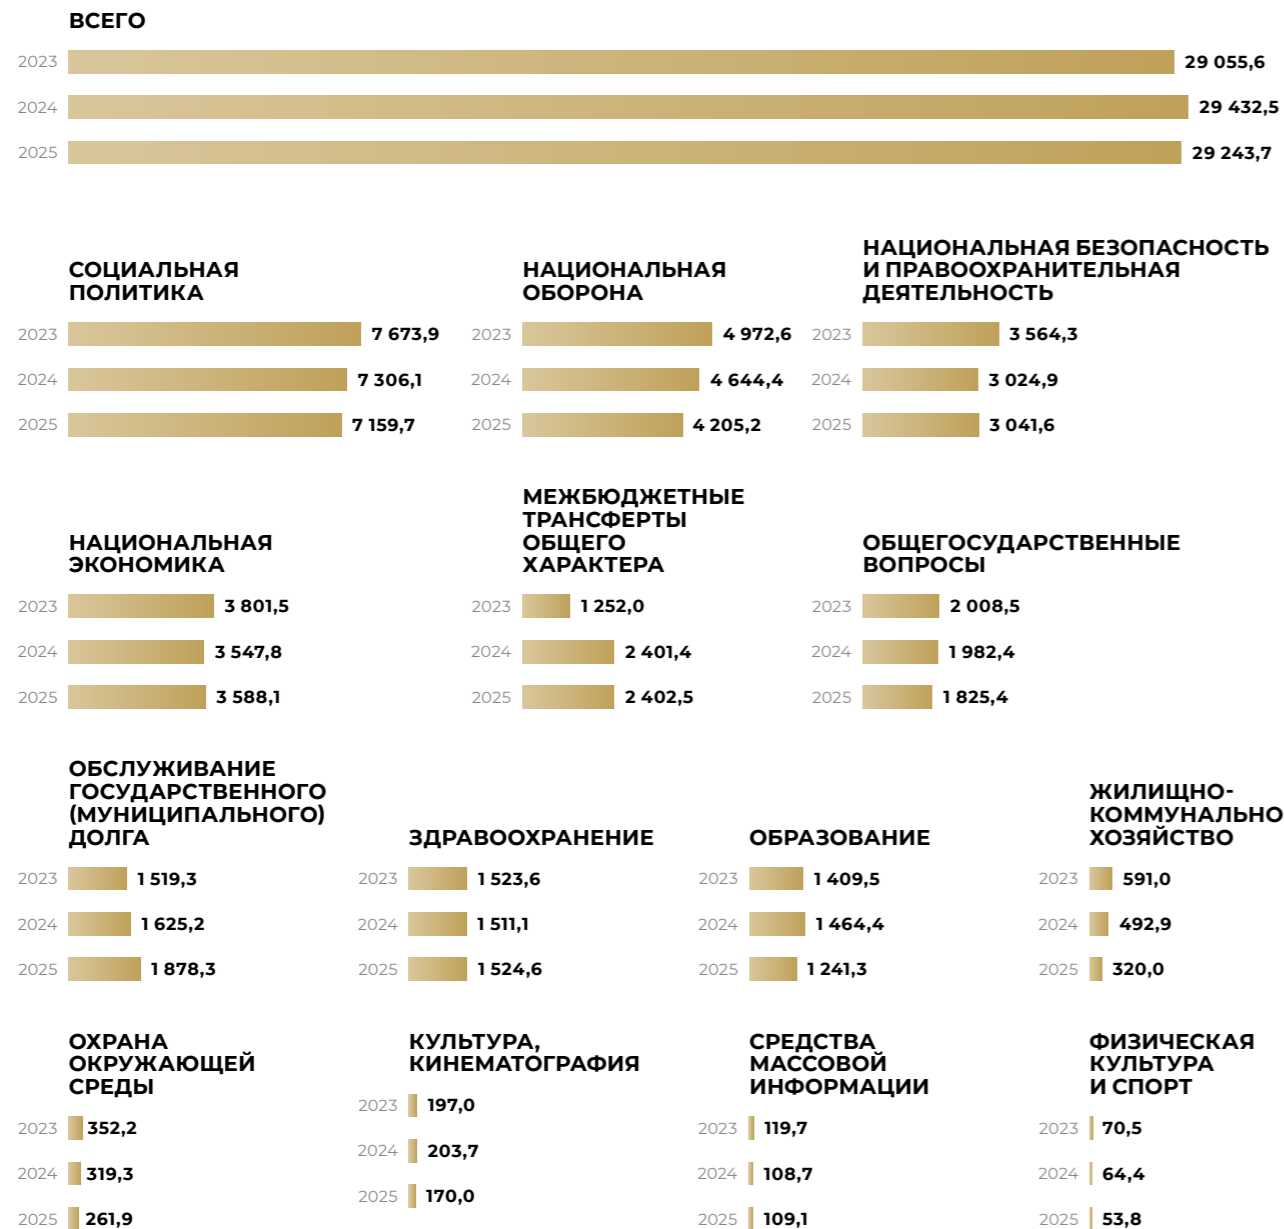 ВСЕГО
2023 29 055,6
2024 29 432,5
2025 29 243,7
СОЦИАЛЬНАЯ
ПОЛИТИКА
2023 7 673,9
2024 7 306,1
2025 7 159,7
НАЦИОНАЛЬНАЯ
ОБОРОНА
2023 4 972,6
2024 4 644,4
2025 4 205,2
НАЦИОНАЛЬНАЯ БЕЗОПАСНОСТЬ
И ПРАВООХРАНИТЕЛЬНАЯ
ДЕЯТЕЛЬНОСТЬ
2023 3 564,3
2024 3 024,9
2025 3 041,6
НАЦИОНАЛЬНАЯ
ЭКОНОМИКА
2023 3 801,5
2024 3 547,8
2025 3 588,1
МЕЖБЮДЖЕТНЫЕ
ТРАНСФЕРТЫ
ОБЩЕГО
ХАРАКТЕРА
2023 1 252,0
2024 2 401,4
2025 2 402,5
ОБЩЕГОСУДАРСТВЕННЫЕ
ВОПРОСЫ
2023 2 008,5
2024 1 982,4
2025 1 825,4
ОБСЛУЖИВАНИЕ
ГОСУДАРСТВЕННОГО
(МУНИЦИПАЛЬНОГО)
ДОЛГА
2023 1 519,3
2024 1 625,2
2025 1 878,3
ЗДРАВООХРАНЕНИЕ
2023 1 523,6
2024 1 511,1
2025 1 524,6
ОБРАЗОВАНИЕ
2023 1 409,5
2024 1 464,4
2025 1 241,3
ЖИЛИЩНО-
КОММУНАЛЬНО
ХОЗЯЙСТВО
2023 591,0
2024 492,9
2025 320,0
ОХРАНА
ОКРУЖАЮЩЕЙ
СРЕДЫ
2023 352,2
2024 319,3
2025 261,9
КУЛЬТУРА,
КИНЕМАТОГРАФИЯ
2023 197,0
2024 203,7
2025 170,0
СРЕДСТВА
МАССОВОЙ
ИНФОРМАЦИИ
2023 119,7
2024 108,7
2025 109,1
ФИЗИЧЕСКАЯ
КУЛЬТУРА
И СПОРТ
2023 70,5
2024 64,4
2025 53,8